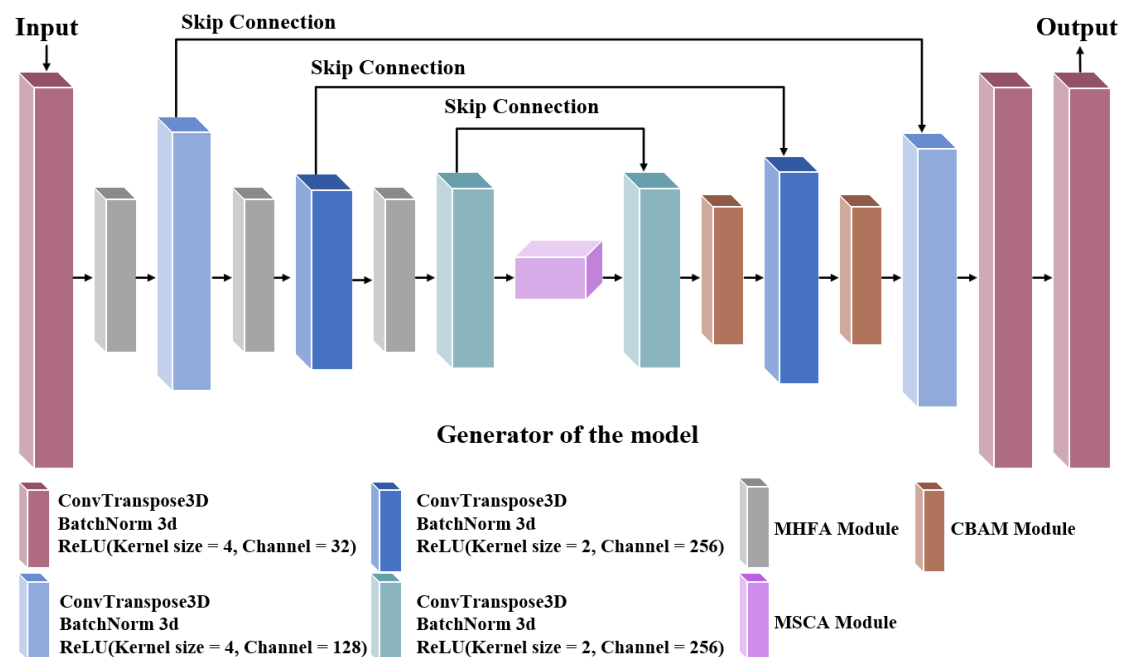 Input
Skip Connection
Output
Skip Connection
Skip Connection
Generator of the model
ConvTranspose3D
BatchNorm 3d
ReLU(Kernel size = 4, Channel = 32)
ConvTranspose3D
BatchNorm 3d
ReLU(Kernel size = 2, Channel = 256)
MHFA Module
CBAM Module
ConvTranspose3D
BatchNorm 3d
ReLU(Kernel size = 4, Channel = 128)
ConvTranspose3D
BatchNorm 3d
ReLU(Kernel size = 2, Channel = 256)
MSCA Module